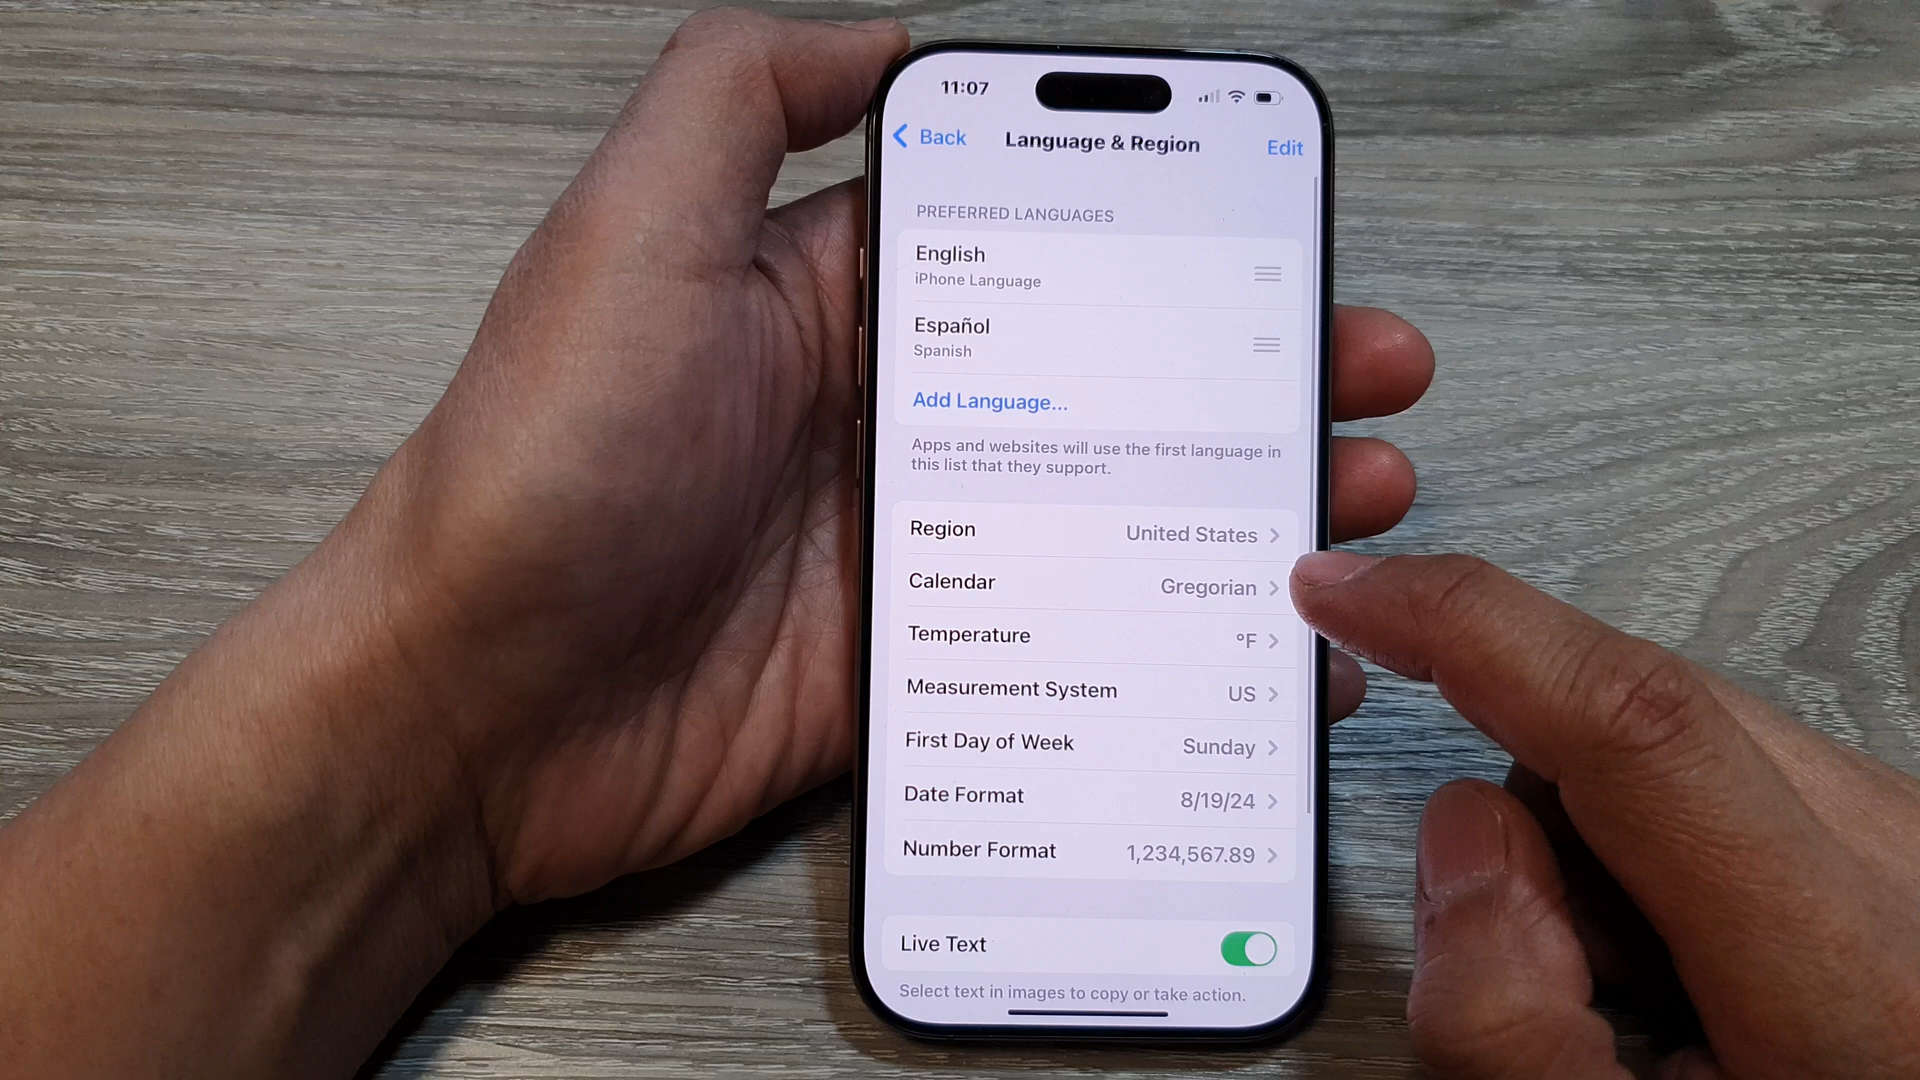 11:07
Back Language & Region Edit
PREFERRED LANGUAGES
English
iPhone Language
Español
Spanish
Add Language...
Apps and websites will use the first language in
this list that they support.
Region United States
Calendar Gregorian
Temperature °F
Measurement System US
First Day of Week Sunday
Date Format 8/19/24
Number Format 1,234,567.89
Live Text
Select text in images to copy or take action.